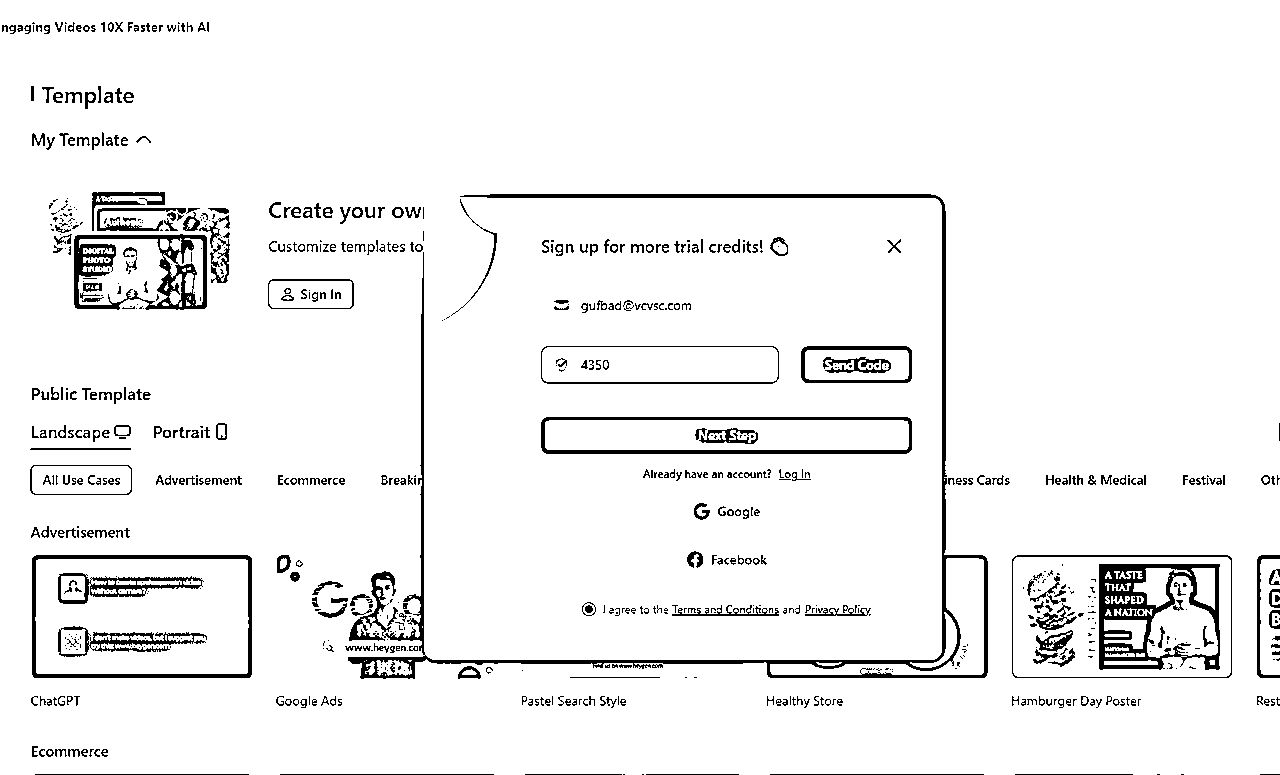 ngaging Videos 10X Faster with AI
Template
My Template
Create your ow
Customize templates to
Sign In
Sign up for more trial credits!
gufbad@vcvsc.com
4350
Send Code
Next Step
Already have an account? Log In
Google
Facebook
I agree to the Terms and Conditions and Privacy Policy
Public Template
Landscape Portrait
All Use Cases Advertisement Ecommerce Breakin ness Cards Health & Medical Festival Oth
Advertisement
www.heygen.co
A TASTE
THAT
SHAPED
A NATION
ChatGPT Google Ads Pastel Search Style Healthy Store Hamburger Day Poster Rest
Ecommerce